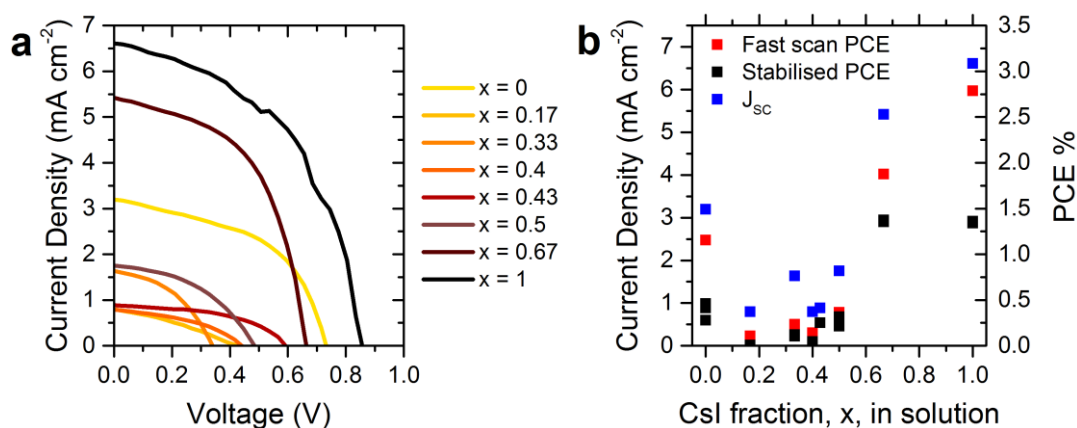 a
Current Density (mA cm-2)
7
6
5
4
3
2
1
0
0.0 0.2 0.4 0.6 0.8 1.0
Voltage (V)
x = 0
x = 0.17
x = 0.33
x = 0.4
x = 0.43
x = 0.5
x = 0.67
x = 1
b
Current Density (mA cm-2)
7
6
5
4
3
2
1
0
Fast scan PCE
Stabilised PCE
JSC
0.0 0.2 0.4 0.6 0.8 1.0
CsI fraction, x, in solution
3.5
3.0
2.5
2.0
1.5
1.0
0.5
0.0
PCE %